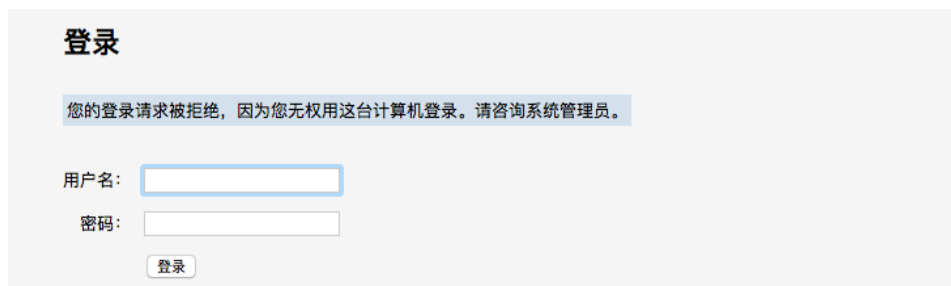 登录
您的登录请求被拒绝，因为您无权用这台计算机登录。请咨询系统管理员。
用户名：
密码：
登录